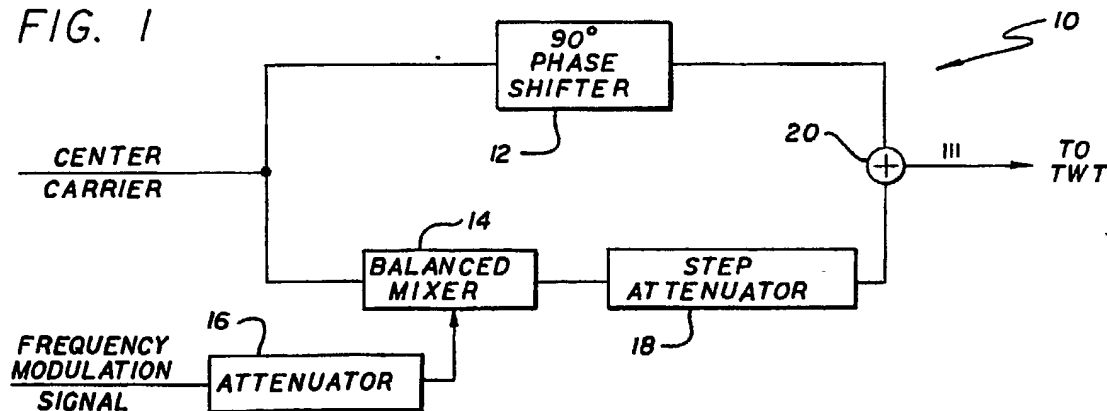 FIG. 1
10
90°
PHASE
SHIFTER
12
CENTER
CARRIER
20
+
III
TO
TWT
14
BALANCED
MIXER
STEP
ATTENUATOR
18
16
FREQUENCY
MODULATION
SIGNAL
ATTENUATOR